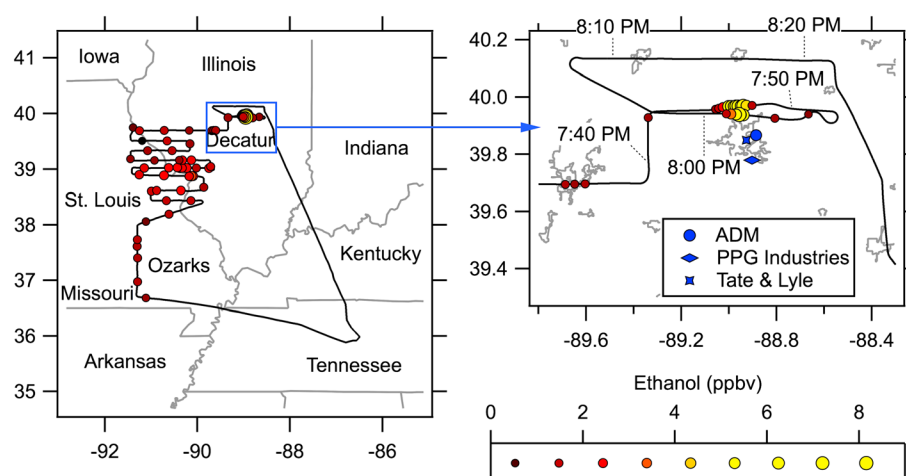 41
40
39
38
37
36
35
-92
-90
-88
-86
Iowa
Illinois
Decatur
Indiana
St. Louis
Ozarks
Kentucky
Missouri
Arkansas
Tennessee
8:10 PM
8:20 PM
40.2
7:50 PM
40.0
7:40 PM
39.8
8:00 PM
39.6
39.4
ADM
PPG Industries
Tate & Lyle
-89.6
-89.2
-88.8
-88.4
Ethanol (ppbv)
0
2
4
6
8